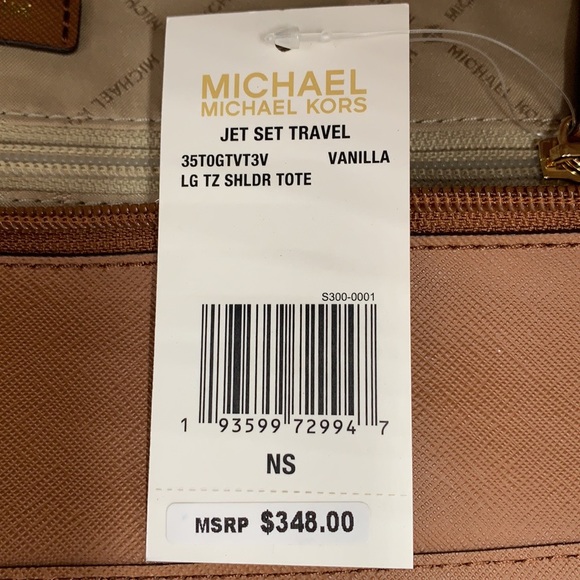 MICHAEL
MICHAEL KORS
JET SET TRAVEL
35T0GTVT3V VANILLA
LG TZ SHLDR TOTE
S300-0001
1 93599 72994 7
NS
MSRP $348.00